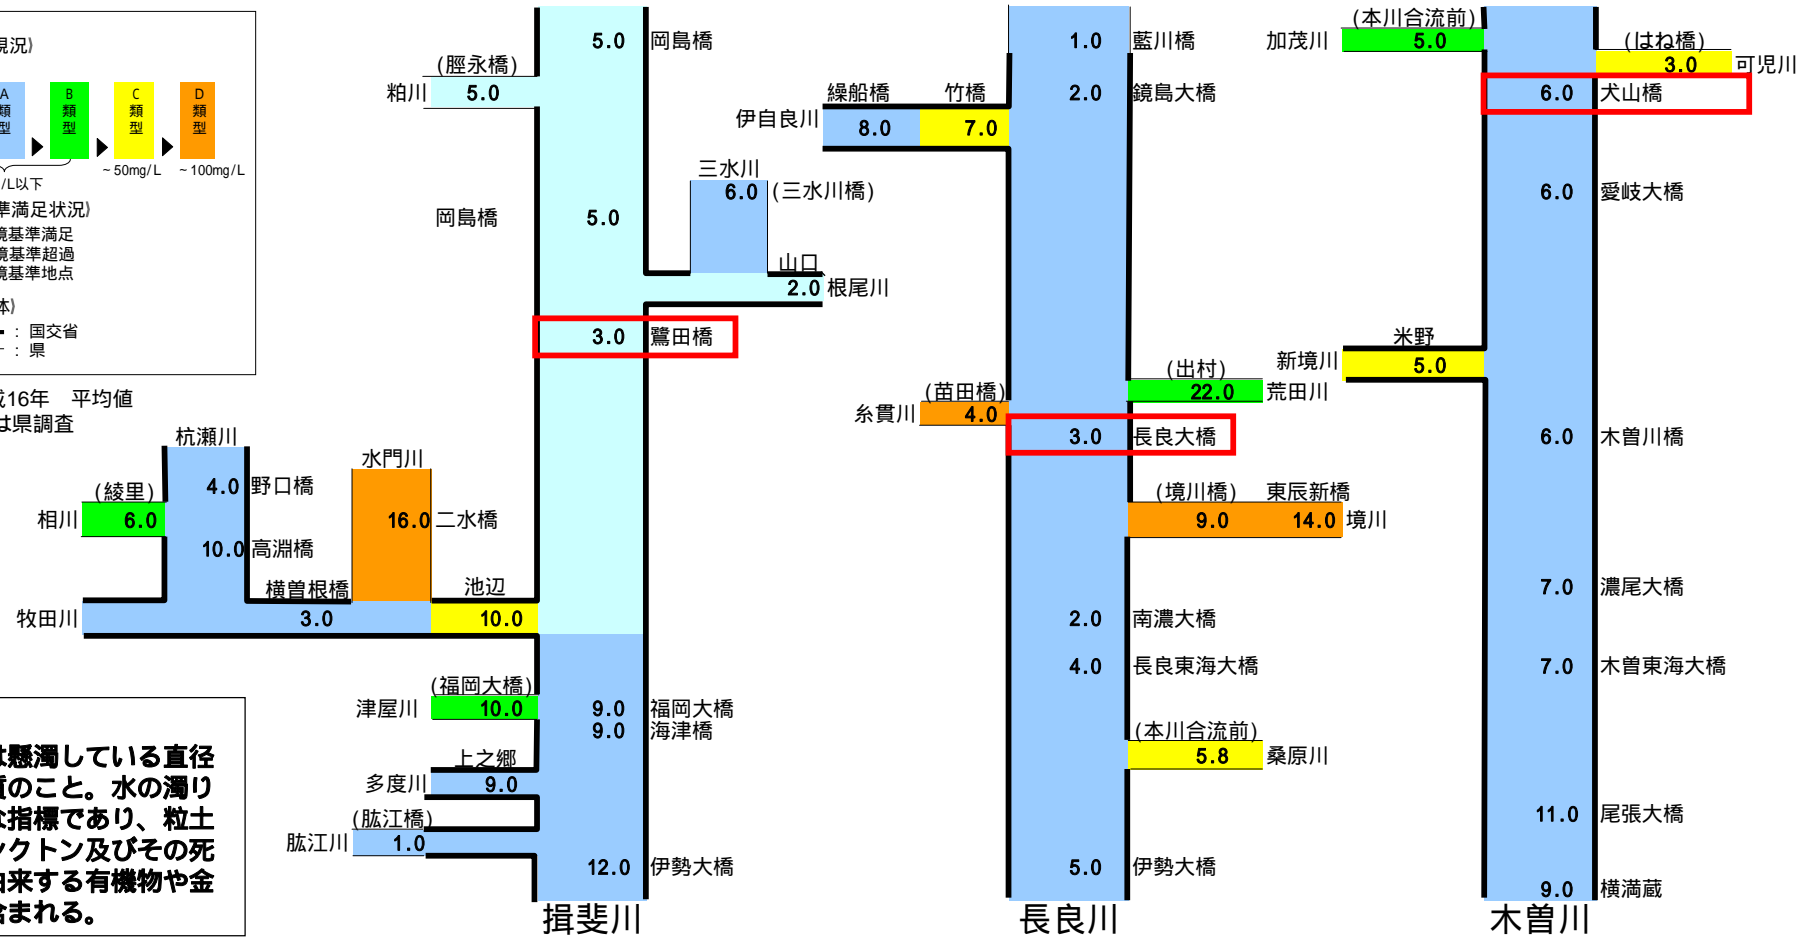 現況)
A類型
B類型
C類型
D類型
/L以下
~50mg/L
~100mg/L
準満足状況)
境基準満足
境基準超過
境基準地点
体)
: 国交省
: 県
成16年 平均値
は県調査
杭瀬川
4.0 野口橋
(綾里)
相川 6.0
10.0 高淵橋
水門川
16.0 二水橋
横曽根橋
池辺
牧田川 3.0 10.0
は懸濁している直径
質のこと。水の濁り
な指標であり、粒土
ンクトン及びその死
由来する有機物や金
含まれる。
5.0 岡島橋
(脛永橋)
粕川 5.0
三水川
6.0 (三水川橋)
岡島橋 5.0
山口
2.0 根尾川
3.0 鷺田橋
(福岡大橋)
津屋川 10.0
9.0 福岡大橋
9.0 海津橋
上之郷
多度川 9.0
(肱江橋)
肱江川 1.0
12.0 伊勢大橋
揖斐川
1.0 藍川橋
2.0 鏡島大橋
繰船橋 竹橋
伊自良川 8.0 7.0
(出村)
22.0 荒田川
(苗田橋)
糸貫川 4.0
3.0 長良大橋
(境川橋) 東辰新橋
9.0 14.0 境川
2.0 南濃大橋
4.0 長良東海大橋
(本川合流前)
5.8 桑原川
5.0 伊勢大橋
長良川
(本川合流前)
加茂川 5.0
(はね橋)
3.0 可児川
6.0 犬山橋
6.0 愛岐大橋
米野
新境川 5.0
6.0 木曽川橋
7.0 濃尾大橋
7.0 木曽東海大橋
11.0 尾張大橋
9.0 横満蔵
木曽川